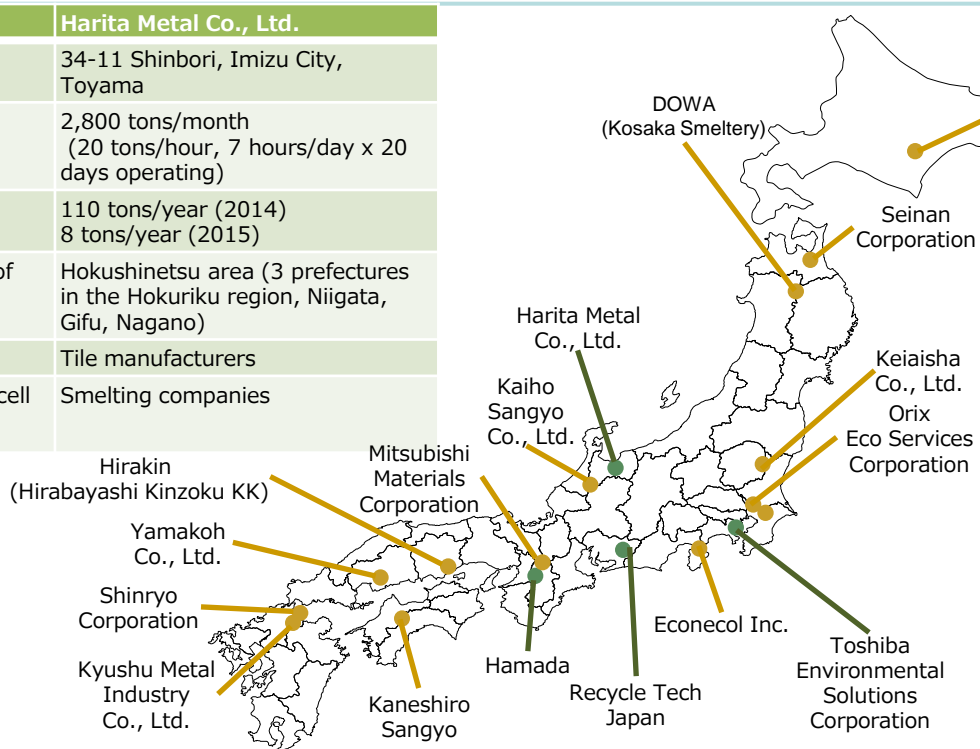 Harita Metal Co., Ltd.
34-11 Shinbori, Imizu City,
Toyama
2,800 tons/month
(20 tons/hour, 7 hours/day x 20
days operating)
110 tons/year (2014)
8 tons/year (2015)
of
Hokushinetsu area (3 prefectures
in the Hokuriku region, Niigata,
Gifu, Nagano)
Tile manufacturers
cell
Smelting companies
DOWA
(Kosaka Smeltery)
Seinan
Corporation
Harita Metal
Co., Ltd.
Keiaisha
Co., Ltd.
Kaiho
Sangyo
Co., Ltd.
Orix
Eco Services
Corporation
Mitsubishi
Materials
Corporation
Hirakin
(Hirabayashi Kinzoku KK)
Yamakoh
Co., Ltd.
Shinryo
Corporation
Kyushu Metal
Industry
Co., Ltd.
Kaneshiro
Sangyo
Hamada
Recycle Tech
Japan
Econecol Inc.
Toshiba
Environmental
Solutions
Corporation